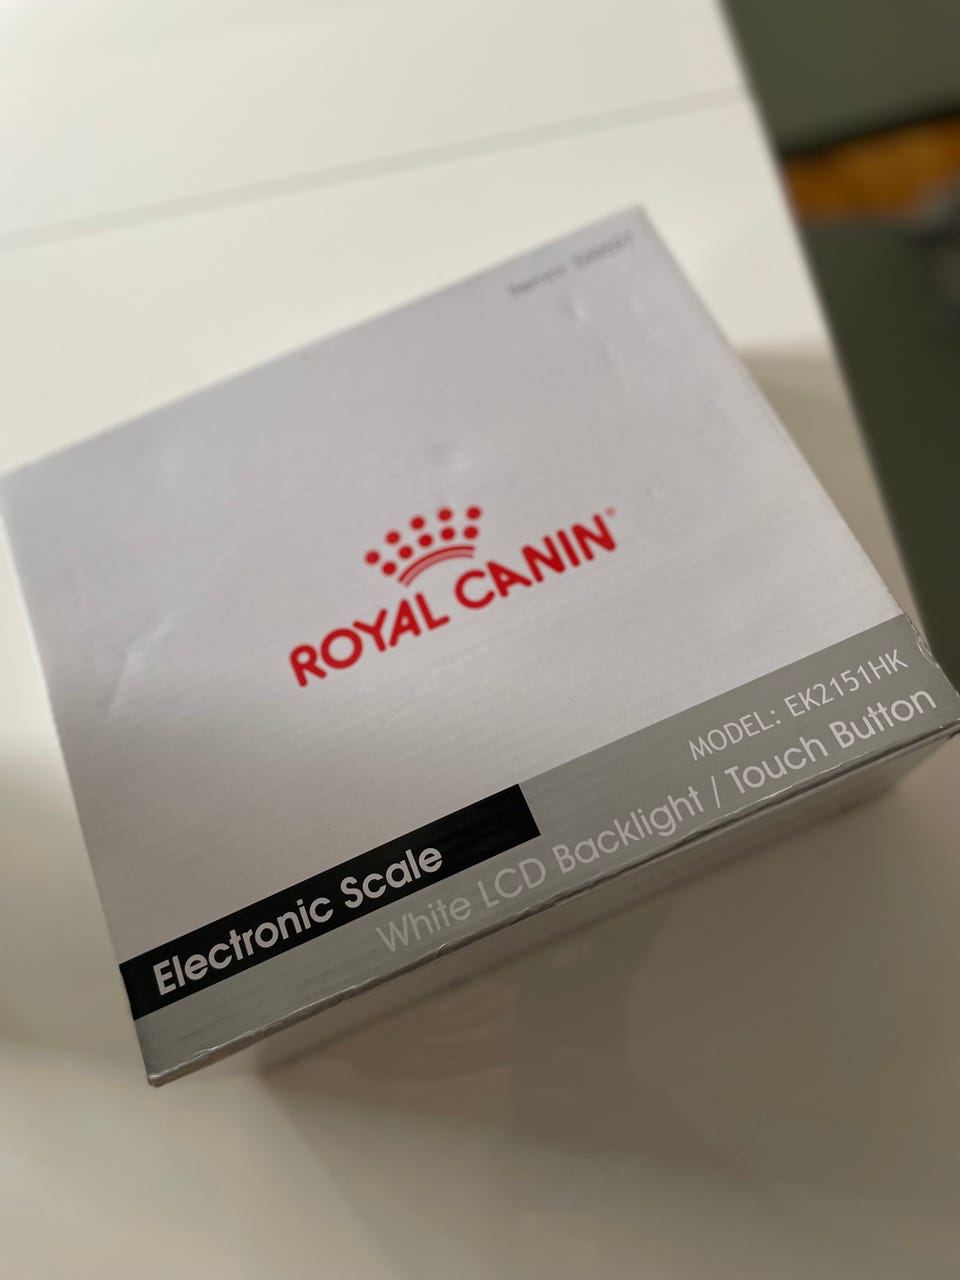 ROYAL CANIN®
MODEL: EK2151HK
Electronic Scale
White LCD Backlight / Touch Button